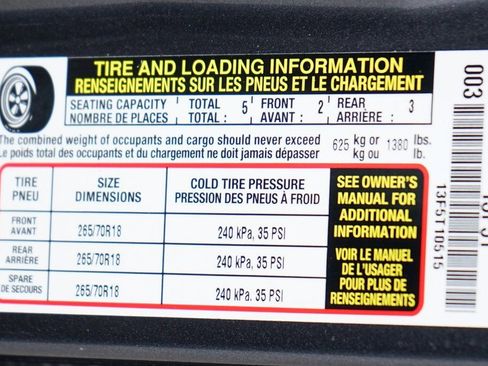 TIRE AND LOADING INFORMATION
RENSEIGNEMENTS SUR LES PNEUS ET LE CHARGEMENT
SEATING CAPACITY TOTAL 5 FRONT 2 REAR 3
NOMBRE DE PLACES TOTAL : AVANT : ARRIÈRE :
The combined weight of occupants and cargo should never exceed 625 kg or 1380 lbs.
Le poids total des occupants et du chargement ne doit jamais dépasser kg ou lb.
TIRE SIZE COLD TIRE PRESSURE
PNEU DIMENSIONS PRESSION DES PNEUS À FROID
FRONT
AVANT 265/70R18 240 kPa, 35 PSI
REAR
ARRIÈRE 265/70R18 240 kPa, 35 PSI
SPARE
DE SECOURS 265/70R18 240 kPa, 35 PSI
SEE OWNER'S
MANUAL FOR
ADDITIONAL
INFORMATION
VOIR LE MANUEL
DE L'USAGER
POUR PLUS DE
RENSEIGNEMENTS
003
13F5T10515